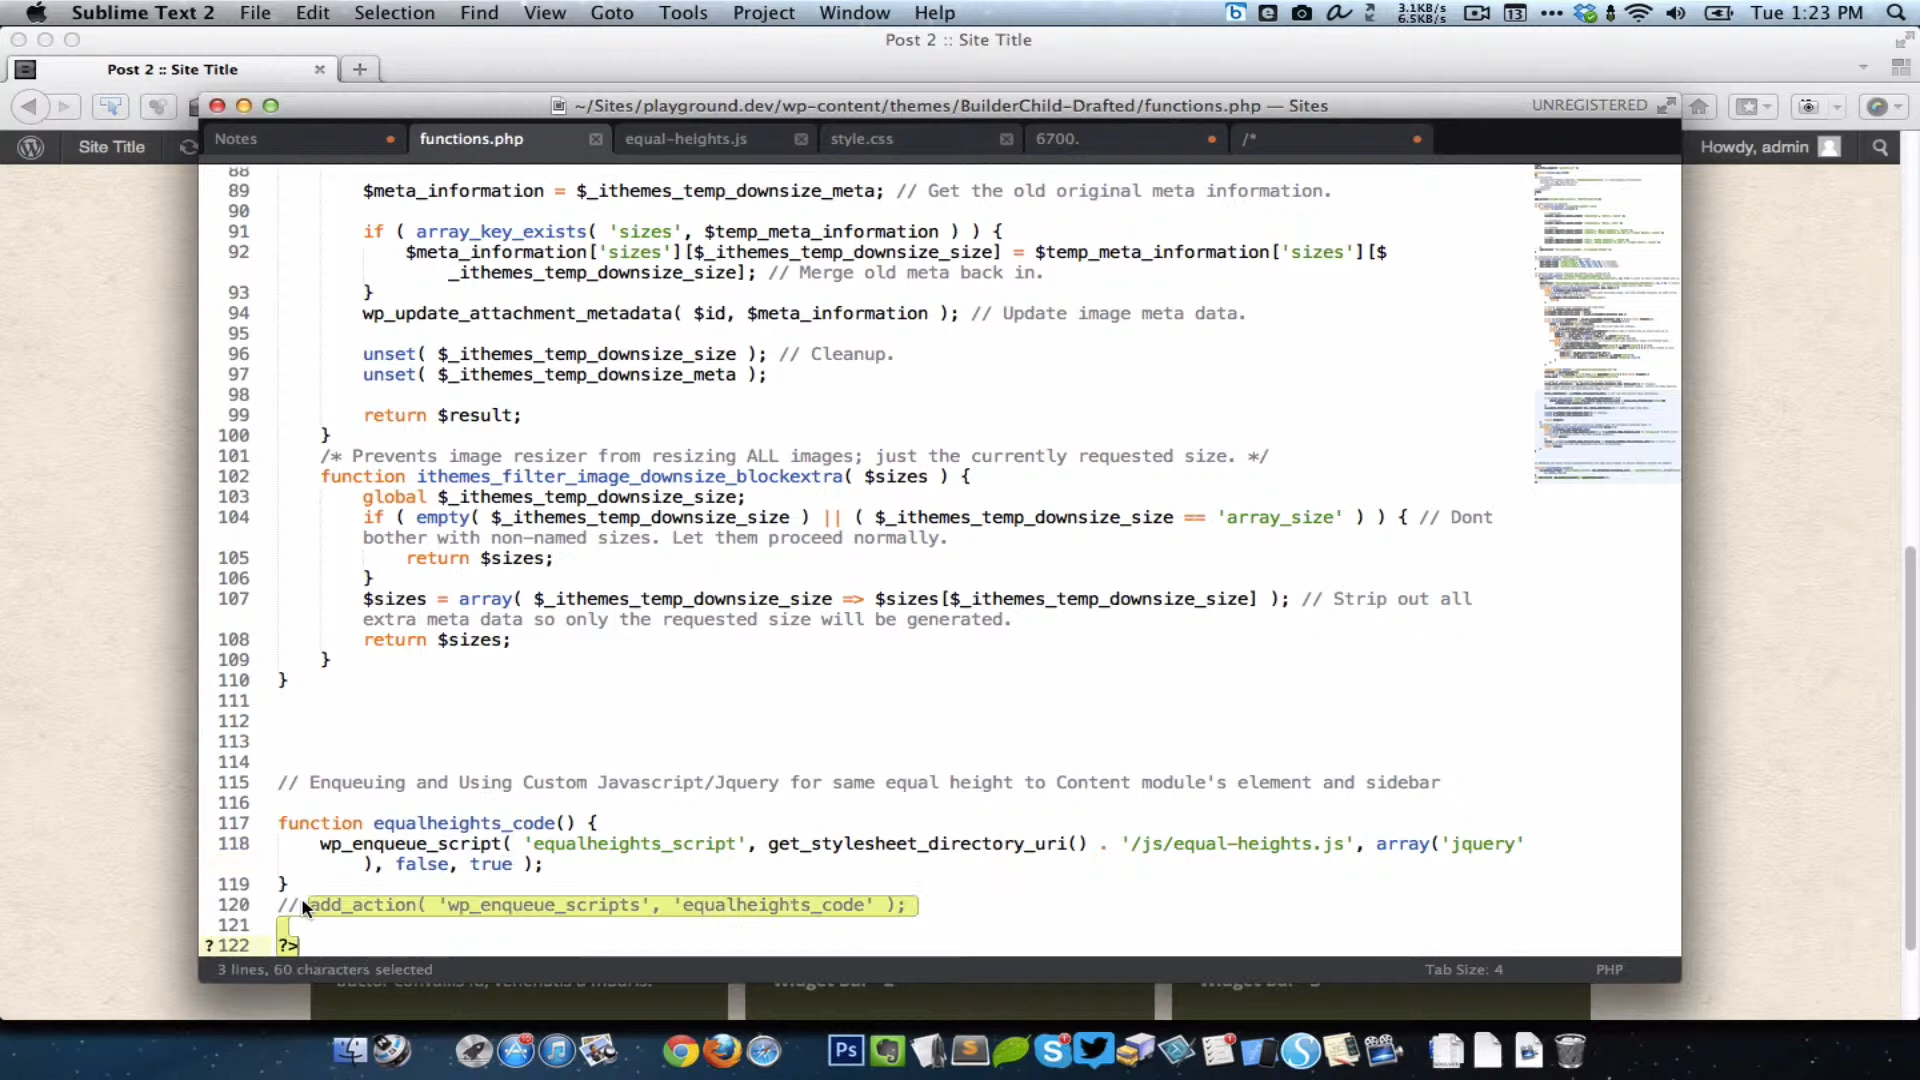 Sublime Text 2 File Edit Selection Find View Goto Tools Project Window Help 3.1KB/s 6.5KB/s 13 Tue 1:23 PM
Post 2 :: Site Title
Post 2 :: Site Title
~/Sites/playground.dev/wp-content/themes/BuilderChild-Drafted/functions.php — Sites UNREGISTERED
Site Title Howdy, admin
Notes functions.php equal-heights.js style.css 6700. /*
88
89 $meta_information = $_ithemes_temp_downsize_meta; // Get the old original meta information.
90
91 if ( array_key_exists( 'sizes', $temp_meta_information ) ) {
92 $meta_information['sizes'][$_ithemes_temp_downsize_size] = $temp_meta_information['sizes'][$
_ithemes_temp_downsize_size]; // Merge old meta back in.
93 }
94 wp_update_attachment_metadata( $id, $meta_information ); // Update image meta data.
95
96 unset( $_ithemes_temp_downsize_size ); // Cleanup.
97 unset( $_ithemes_temp_downsize_meta );
98
99 return $result;
100 }
101 /* Prevents image resizer from resizing ALL images; just the currently requested size. */
102 function ithemes_filter_image_downsize_blockextra( $sizes ) {
103 global $_ithemes_temp_downsize_size;
104 if ( empty( $_ithemes_temp_downsize_size ) || ( $_ithemes_temp_downsize_size == 'array_size' ) ) { // Dont
bother with non-named sizes. Let them proceed normally.
105 return $sizes;
106 }
107 $sizes = array( $_ithemes_temp_downsize_size => $sizes[$_ithemes_temp_downsize_size] ); // Strip out all
extra meta data so only the requested size will be generated.
108 return $sizes;
109 }
110 }
111
112
113
114
115 // Enqueuing and Using Custom Javascript/Jquery for same equal height to Content module's element and sidebar
116
117 function equalheights_code() {
118 wp_enqueue_script( 'equalheights_script', get_stylesheet_directory_uri() . '/js/equal-heights.js', array('jquery'
), false, true );
119 }
120 // add_action( 'wp_enqueue_scripts', 'equalheights_code' );
121
? 122 ?>
3 lines, 60 characters selected Tab Size: 4 PHP
Ps